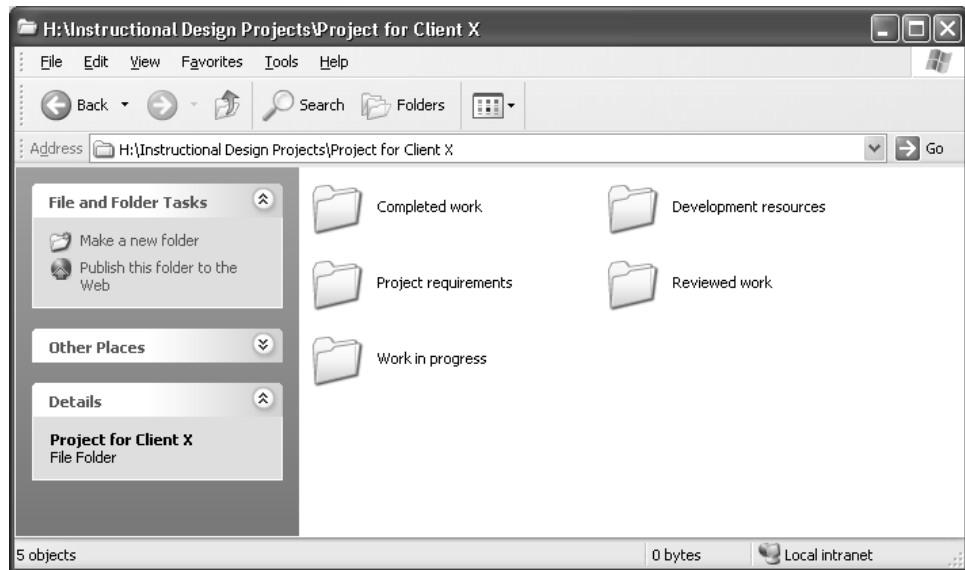 H:\Instructional Design Projects\Project for Client X
File Edit View Favorites Tools Help
Back Search Folders
Address H:\Instructional Design Projects\Project for Client X Go
File and Folder Tasks
Make a new folder
Publish this folder to the
Web
Other Places
Details
Project for Client X
File Folder
Completed work Development resources
Project requirements Reviewed work
Work in progress
5 objects 0 bytes Local intranet